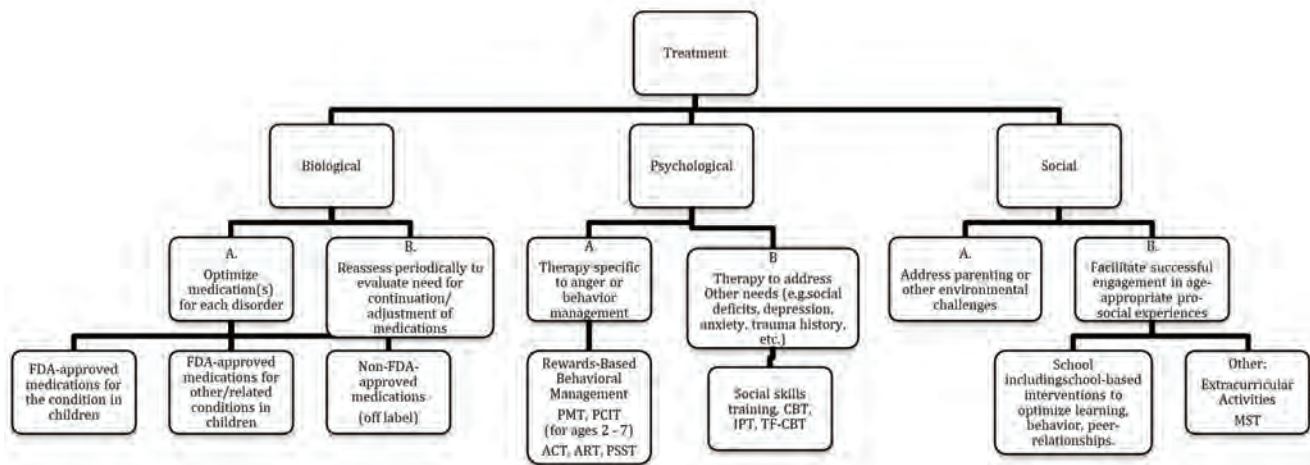 Treatment
Biological
Psychological
Social
A.
Optimize
medication(s)
for each disorder
B.
Reassess periodically to
evaluate need for
continuation/
adjustment of
medications
A
Therapy specific
to anger or
behavior
management
B
Therapy to address
Other needs (e.g.social
deficits, depression,
anxiety, trauma history,
etc.)
A.
Address parenting or
other environmental
challenges
B.
Facilitate successful
engagement in age-
appropriate pro-
social experiences
FDA-approved
medications for
the condition in
children
FDA-approved
medications for
other/related
conditions in
children
Non-FDA-
approved
medications
(off label)
Rewards-Based
Behavioral
Management
PMT, PCIT
(for ages 2 - 7)
ACT, ART, PSST
Social skills
training, CBT,
IPT, TF-CBT
School
includingschool-based
interventions to
optimize learning,
behavior, peer-
relationships.
Other:
Extracurricular
Activities
MST